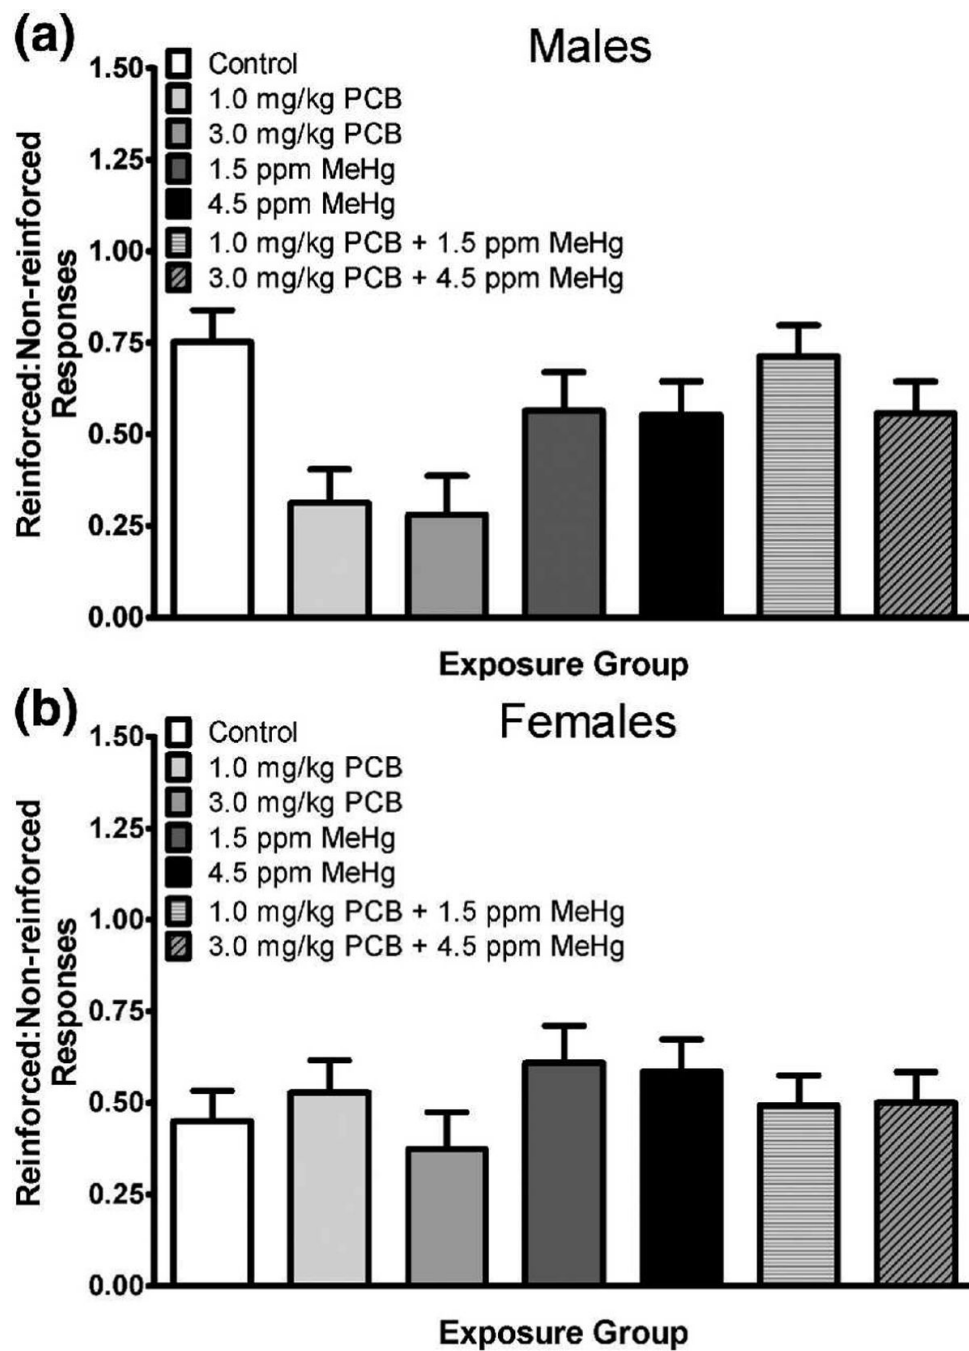 (a)
Males
1.50
Control
1.0 mg/kg PCB
3.0 mg/kg PCB
1.25
1.5 ppm MeHg
4.5 ppm MeHg
1.00
1.0 mg/kg PCB + 1.5 ppm MeHg
3.0 mg/kg PCB + 4.5 ppm MeHg
0.75
0.50
0.25
0.00
Reinforced:Non-reinforced
Responses
Exposure Group
(b)
Females
1.50
Control
1.0 mg/kg PCB
3.0 mg/kg PCB
1.25
1.5 ppm MeHg
4.5 ppm MeHg
1.00
1.0 mg/kg PCB + 1.5 ppm MeHg
3.0 mg/kg PCB + 4.5 ppm MeHg
0.75
0.50
0.25
0.00
Reinforced:Non-reinforced
Responses
Exposure Group